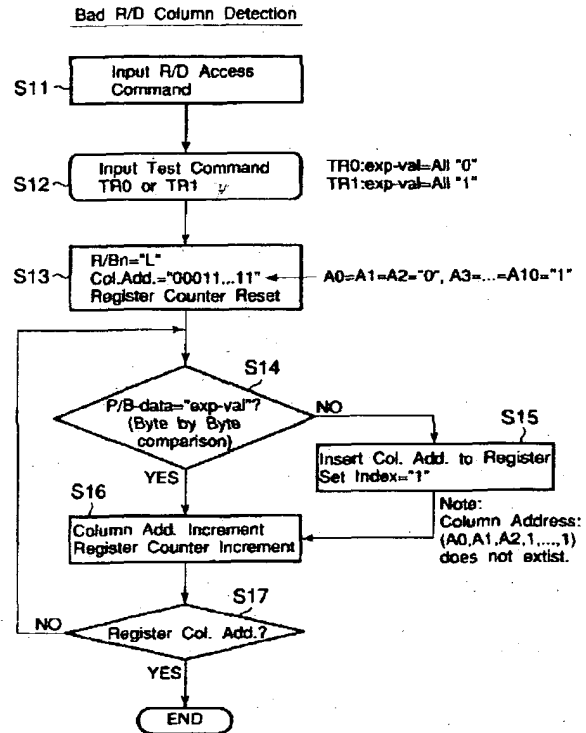 Bad R/D Column Detection
S11
Input R/D Access
Command
S12
Input Test Command
TR0 or TR1
TR0:exp-val=All "0"
TR1:exp-val=All "1"
S13
R/Bn="L"
Col.Add.="00011...11"
Register Counter Reset
A0=A1=A2="0", A3=...=A10="1"
S14
P/B-data="exp-val"?
(Byte by Byte
comparison)
NO
YES
S15
Insert Col. Add. to Register
Set Index="1"
Note:
Column Address:
(A0,A1,A2,1,...,1)
does not extist.
S16
Column Add. Increment
Register Counter Increment
S17
Register Col. Add.?
NO
YES
END